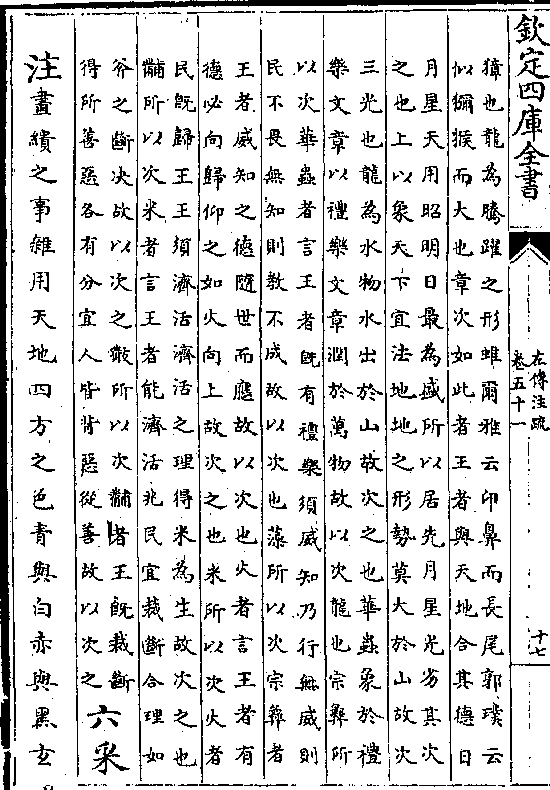 欽定四庫全書
左傳注疏
卷五十一
十七
獐也龍為騰躍之形蜼爾雅云卬鼻而長尾郭璞云
似獼猴而大也章次如此者王者與天地合其德日
月星天用昭明日最為盛所以居先月星光劣其次
之也上以象天下宜法地地之形勢莫大於山故次
三光也龍為水物水出於山故次之也華蟲象於禮
樂文章以禮樂文章潤於萬物故以次龍也宗彝所
以次華蟲者言王者旣有禮樂須威知乃行無威則
民不畏無知則教不成故以次也藻所以次宗彝者
王者威知之德隨世而應故以次也火者言王者有
德必向歸仰之如火向上故次之也米所以次火者
民旣歸王王須濟活濟活之理得米為生故次之也
黼所以次米者言王者能濟活兆民宜裁斷合理如
斧之斷决故以次之黻所以次黼者王旣裁斷
得所善惡各有分宜人皆背惡從善故以次之
六采
注畫繢之事雜用天地四方之色青與白赤與黑玄